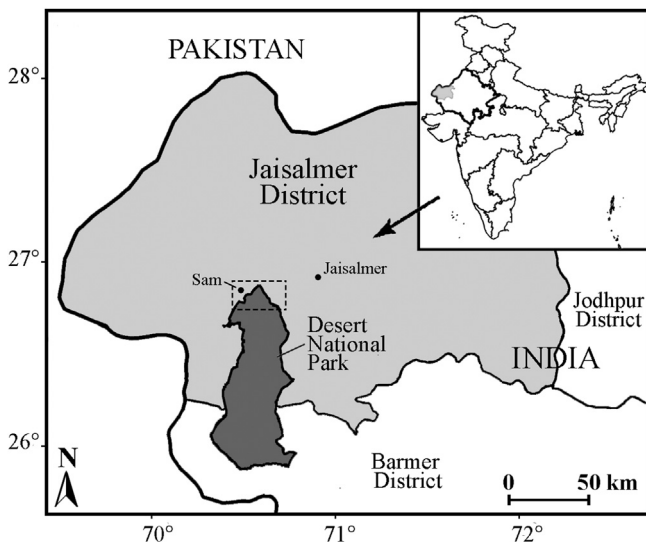 PAKISTAN
28°
Jaisalmer
District
27°
Sam
Jaisalmer
Jodhpur
District
Desert
National
Park
INDIA
26°
Barmer
District
N
0 50 km
70° 71° 72°